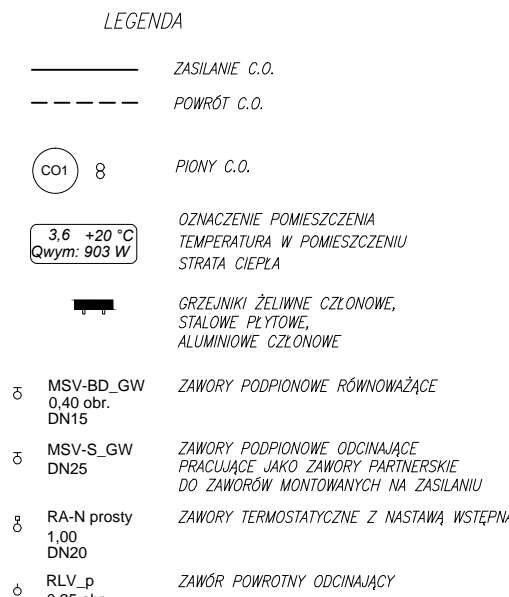 LEGENDA
ZASILANIE C.O.
POWRÓT C.O.
CO1
PIONY C.O.
3,6 +20 °C
Qwym: 903 W
OZNACZENIE POMIESZCZENIA
TEMPERATURA W POMIESZCZENIU
STRATA CIEPŁA
GRZEJNIKI ŻELIWNE CZŁONOWE,
STALOWE PŁYTOWE,
ALUMINIOWE CZŁONOWE
MSV-BD_GW
0,40 obr.
DN15
ZAWORY PODPIONOWE RÓWNOWAŻĄCE
MSV-S_GW
DN25
ZAWORY PODPIONOWE ODCINAJĄCE
PRACUJĄCE JAKO ZAWORY PARTNERSKIE
DO ZAWORÓW MONTOWANYCH NA ZASILANIU
RA-N prosty
1,00
DN20
ZAWORY TERMOSTATYCZNE Z NASTAWĄ WSTĘPN
RLV_p
ZAWÓR POWROTNY ODCINAJĄCY